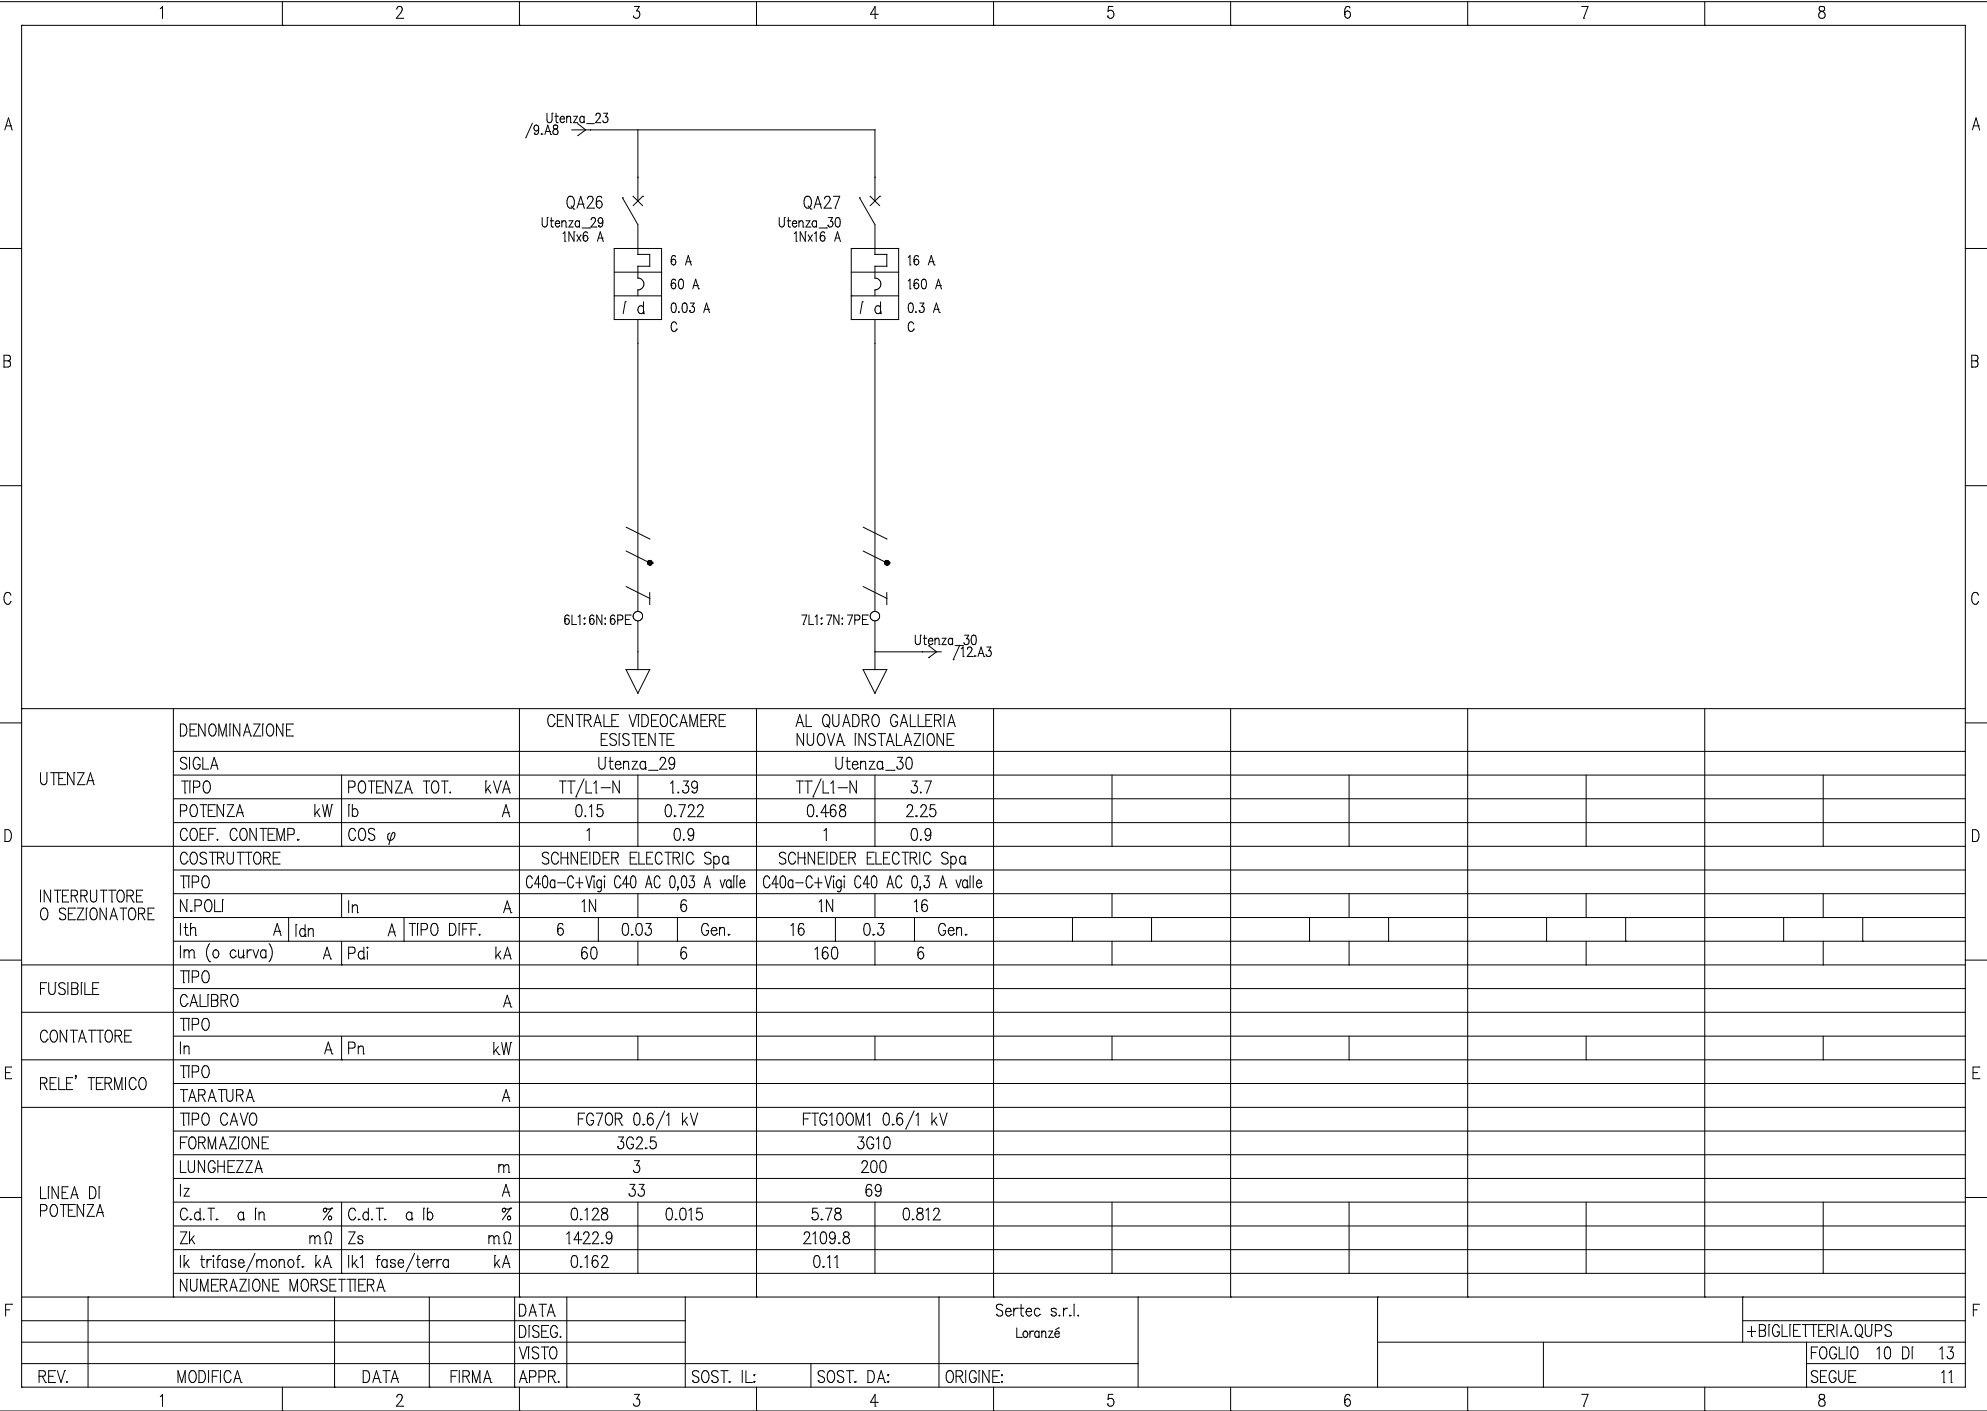 1 2 3 4 5 6 7 8
A A
Utenza_23
/9.A8
QA26 QA27
Utenza_29 Utenza_30
1Nx6 A 1Nx16 A
6 A 16 A
60 A 160 A
I d 0.03 A I d 0.3 A
C C
B B
C C
6L1:6N:6PE 7L1:7N:7PE
Utenza_30
/12.A3
UTENZA
DENOMINAZIONE CENTRALE VIDEOCAMERE ESISTENTE AL QUADRO GALLERIA NUOVA INSTALAZIONE
SIGLA Utenza_29 Utenza_30
TIPO POTENZA TOT. kVA TT/L1-N 1.39 TT/L1-N 3.7
POTENZA kW Ib A 0.15 0.722 0.468 2.25
D COEF. CONTEMP. COS φ 1 0.9 1 0.9 D
INTERRUTTORE
O SEZIONATORE
COSTRUTTORE SCHNEIDER ELECTRIC Spa SCHNEIDER ELECTRIC Spa
TIPO C40a-C+Vigi C40 AC 0,03 A valle C40a-C+Vigi C40 AC 0,3 A valle
N.POLI In A 1N 6 1N 16
Ith A Idn A TIPO DIFF. 6 0.03 Gen. 16 0.3 Gen.
Im (o curva) A Pdi kA 60 6 160 6
FUSIBILE
TIPO
CALIBRO A
CONTATTORE
TIPO
In A Pn kW
E RELE' TERMICO E
TIPO
TARATURA A
LINEA DI
POTENZA
TIPO CAVO FG7OR 0.6/1 kV FTG10OM1 0.6/1 kV
FORMAZIONE 3G2.5 3G10
LUNGHEZZA m 3 200
Iz A 33 69
C.d.T. a In % C.d.T. a Ib % 0.128 0.015 5.78 0.812
Zk mΩ Zs mΩ 1422.9 2109.8
Ik trifase/monof. kA Ik1 fase/terra kA 0.162 0.11
NUMERAZIONE MORSETTIERA
F DATA Sertec s.r.l. F
DISEG. Loranzé +BIGLIETTERIA.QUPS
VISTO FOGLIO 10 DI 13
REV. MODIFICA DATA FIRMA APPR. SOST. IL: SOST. DA: ORIGINE: SEGUE 11
1 2 3 4 5 6 7 8